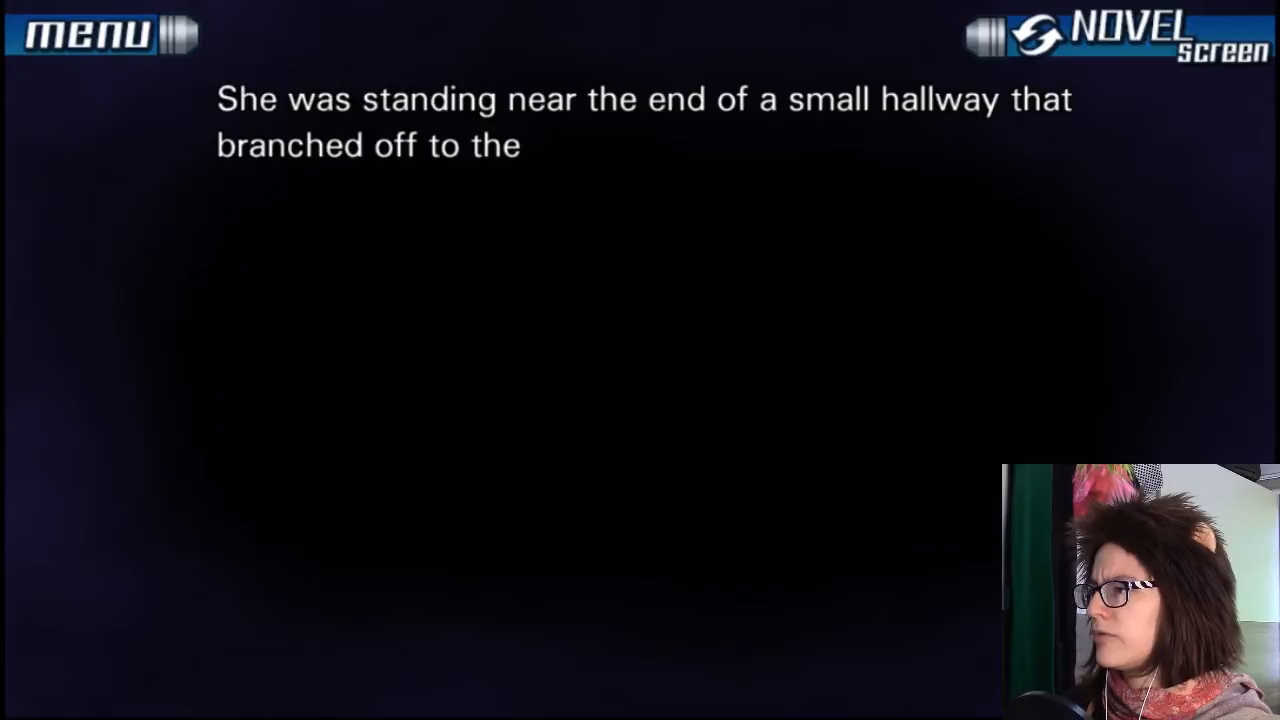 menu
NOVEL
screen
She was standing near the end of a small hallway that
branched off to the